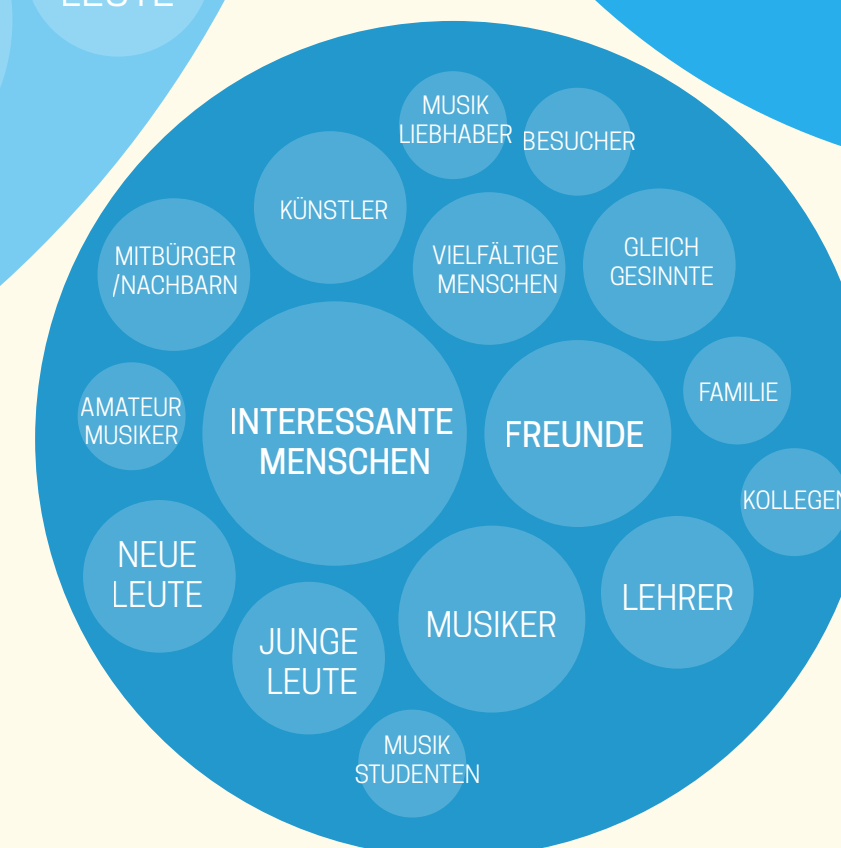 LEUTE
MUSIK
LIEBHABER
BESUCHER
KÜNSTLER
MITBÜRGER
/NACHBARN
VIELFÄLTIGE
MENSCHEN
GLEICH
GESINNTE
FAMILIE
AMATEUR
MUSIKER
INTERESSANTE
MENSCHEN
FREUNDE
KOLLEGEN
NEUE
LEUTE
LEHRER
MUSIKER
JUNGE
LEUTE
MUSIK
STUDENTEN